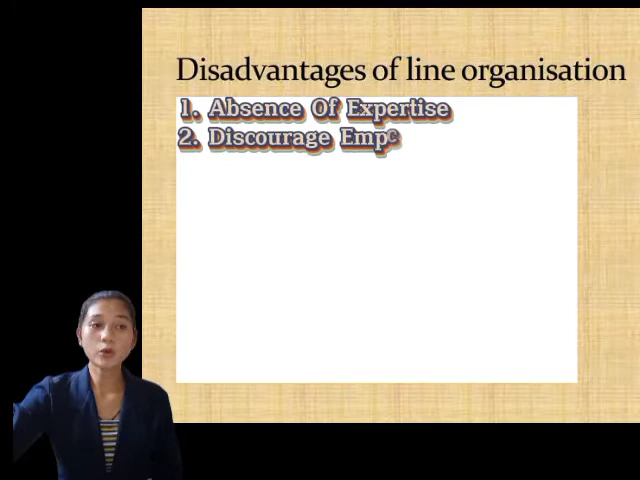 Disadvantages of line organisation
1. Absence Of Expertise
2. Discourage Emp